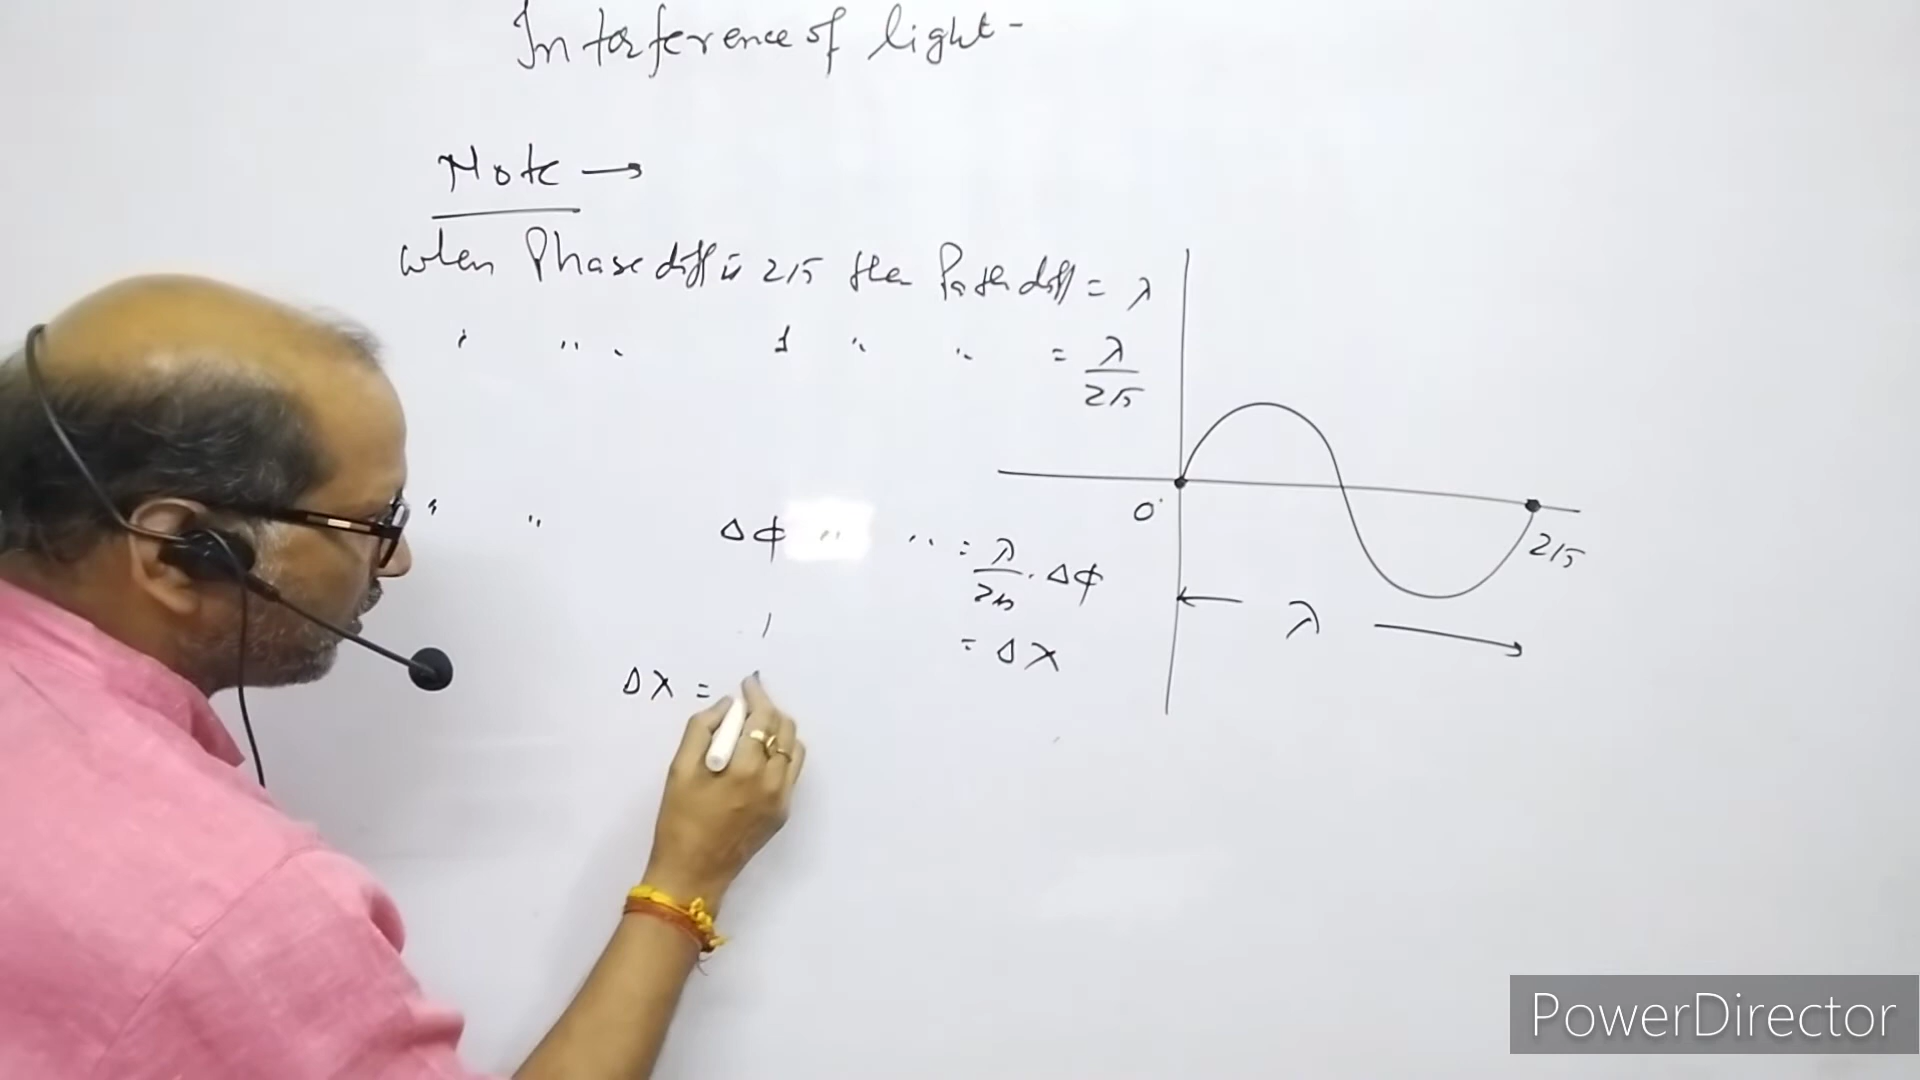 Interference of light -
Note →
when Phase diff is 2π then Path diff = λ
" " " 1 " " = λ/2π
" " Δϕ " " = λ/2π · Δϕ
= Δx
Δx =
0
2π
λ
PowerDirector